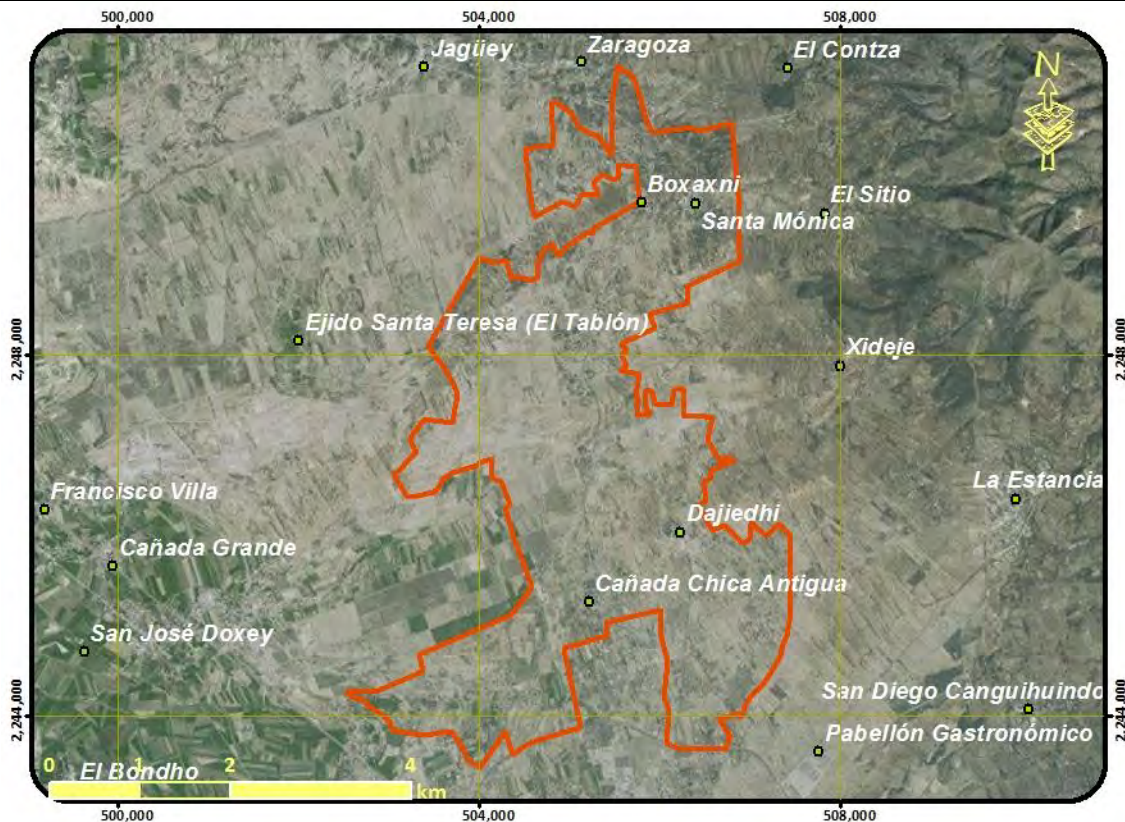 500,000 504,000 508,000
Jagüey Zaragoza El Contza
N
Boxaxni
El Sitio
Santa Mónica
Ejido Santa Teresa (El Tablón)
Xideje
2,248,000 2,248,000
La Estancia
Francisco Villa
Dajiedhi
Cañada Grande
Cañada Chica Antigua
San José Doxey
San Diego Canguihuindo
2,244,000 2,244,000
Pabellón Gastronómico
El Bondho
0 1 2 4
km
500,000 504,000 508,000